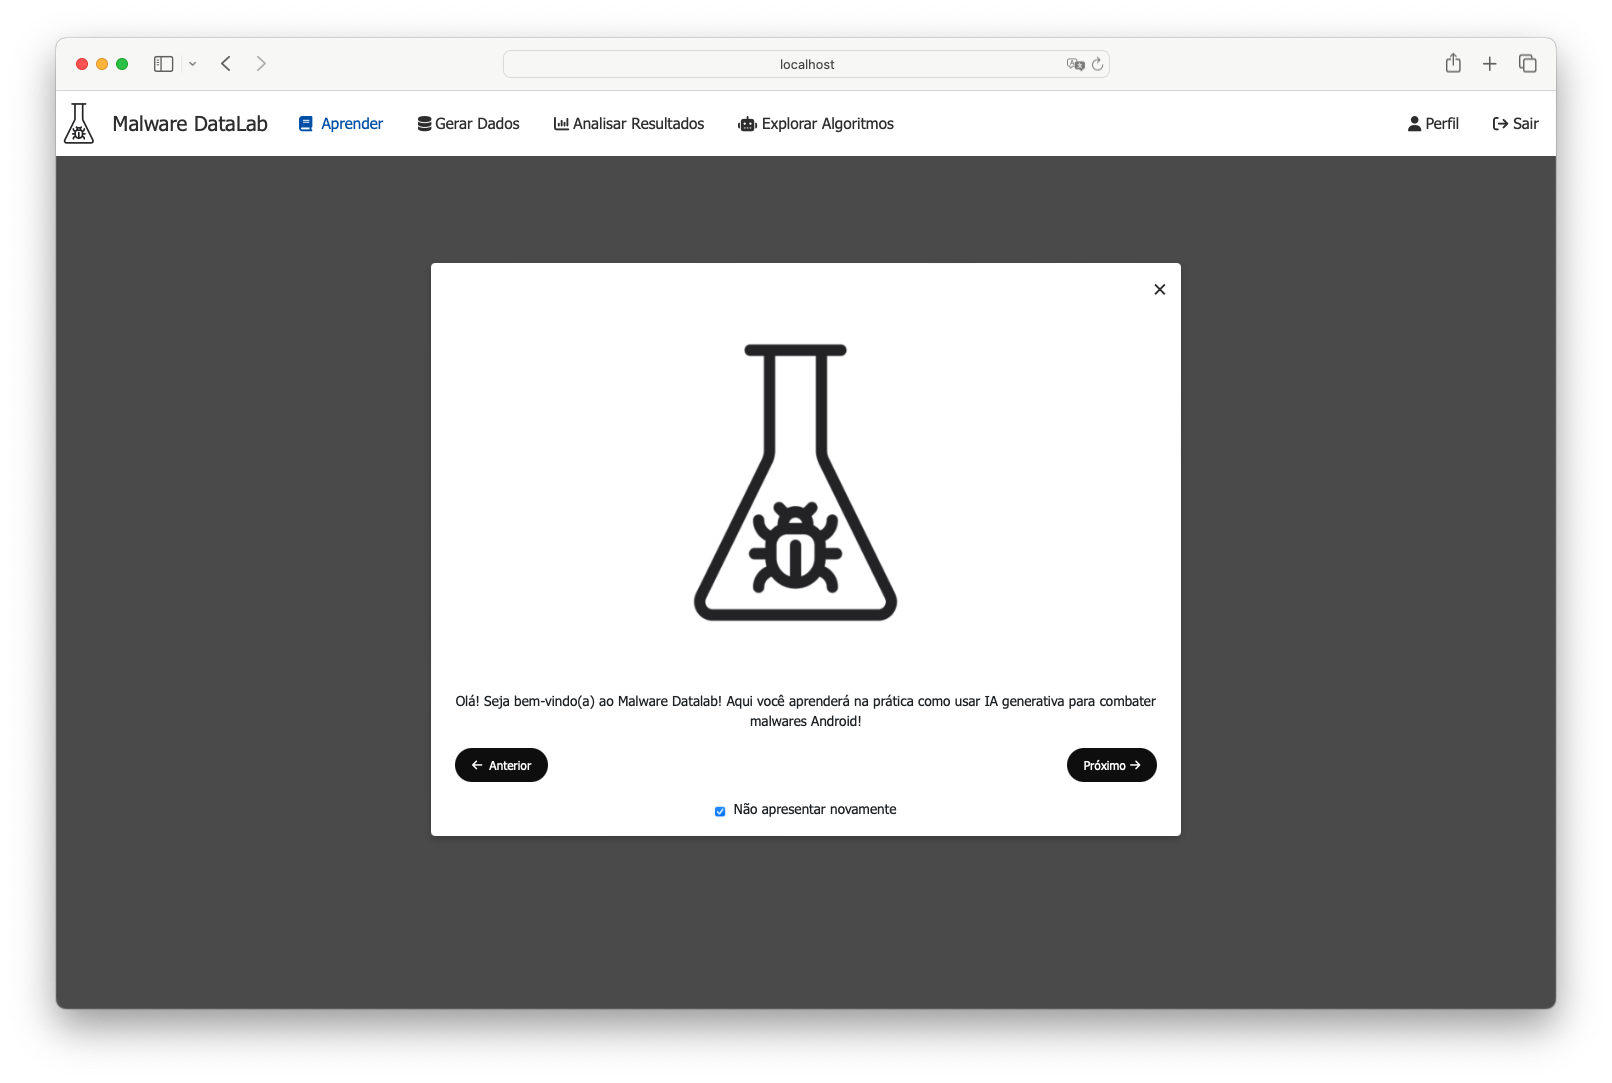 localhost
Malware DataLab Aprender Gerar Dados Analisar Resultados Explorar Algoritmos Perfil Sair
Olá! Seja bem-vindo(a) ao Malware Datalab! Aqui você aprenderá na prática como usar IA generativa para combater
malwares Android!
Anterior Próximo
Não apresentar novamente